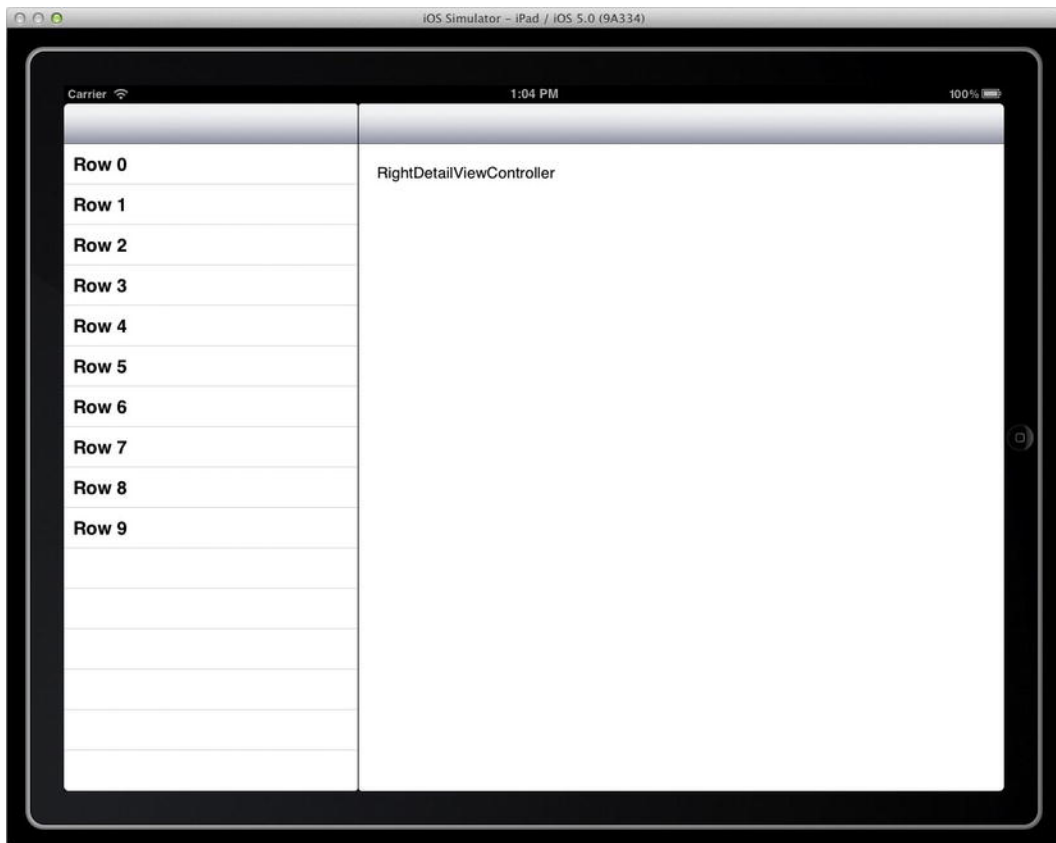 iOS Simulator - iPad / iOS 5.0 (9A334)
Carrier 1:04 PM 100%
Row 0
Row 1
Row 2
Row 3
Row 4
Row 5
Row 6
Row 7
Row 8
Row 9
RightDetailViewController